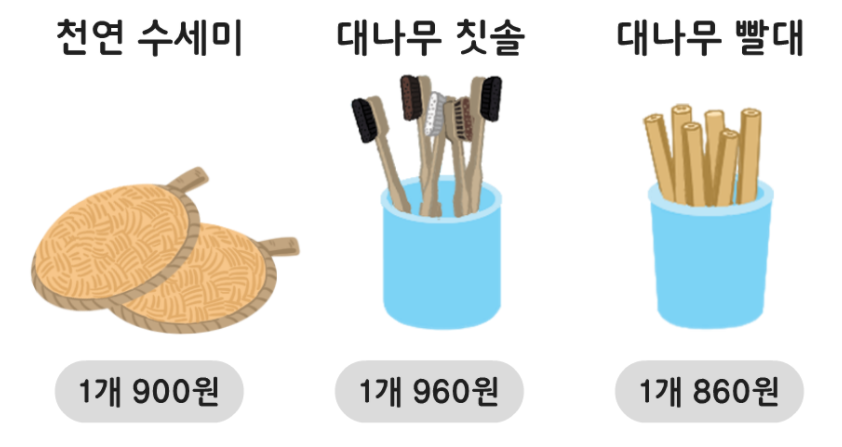 천연 수세미
대나무 칫솔
대나무 빨대
1개 900원
1개 960원
1개 860원